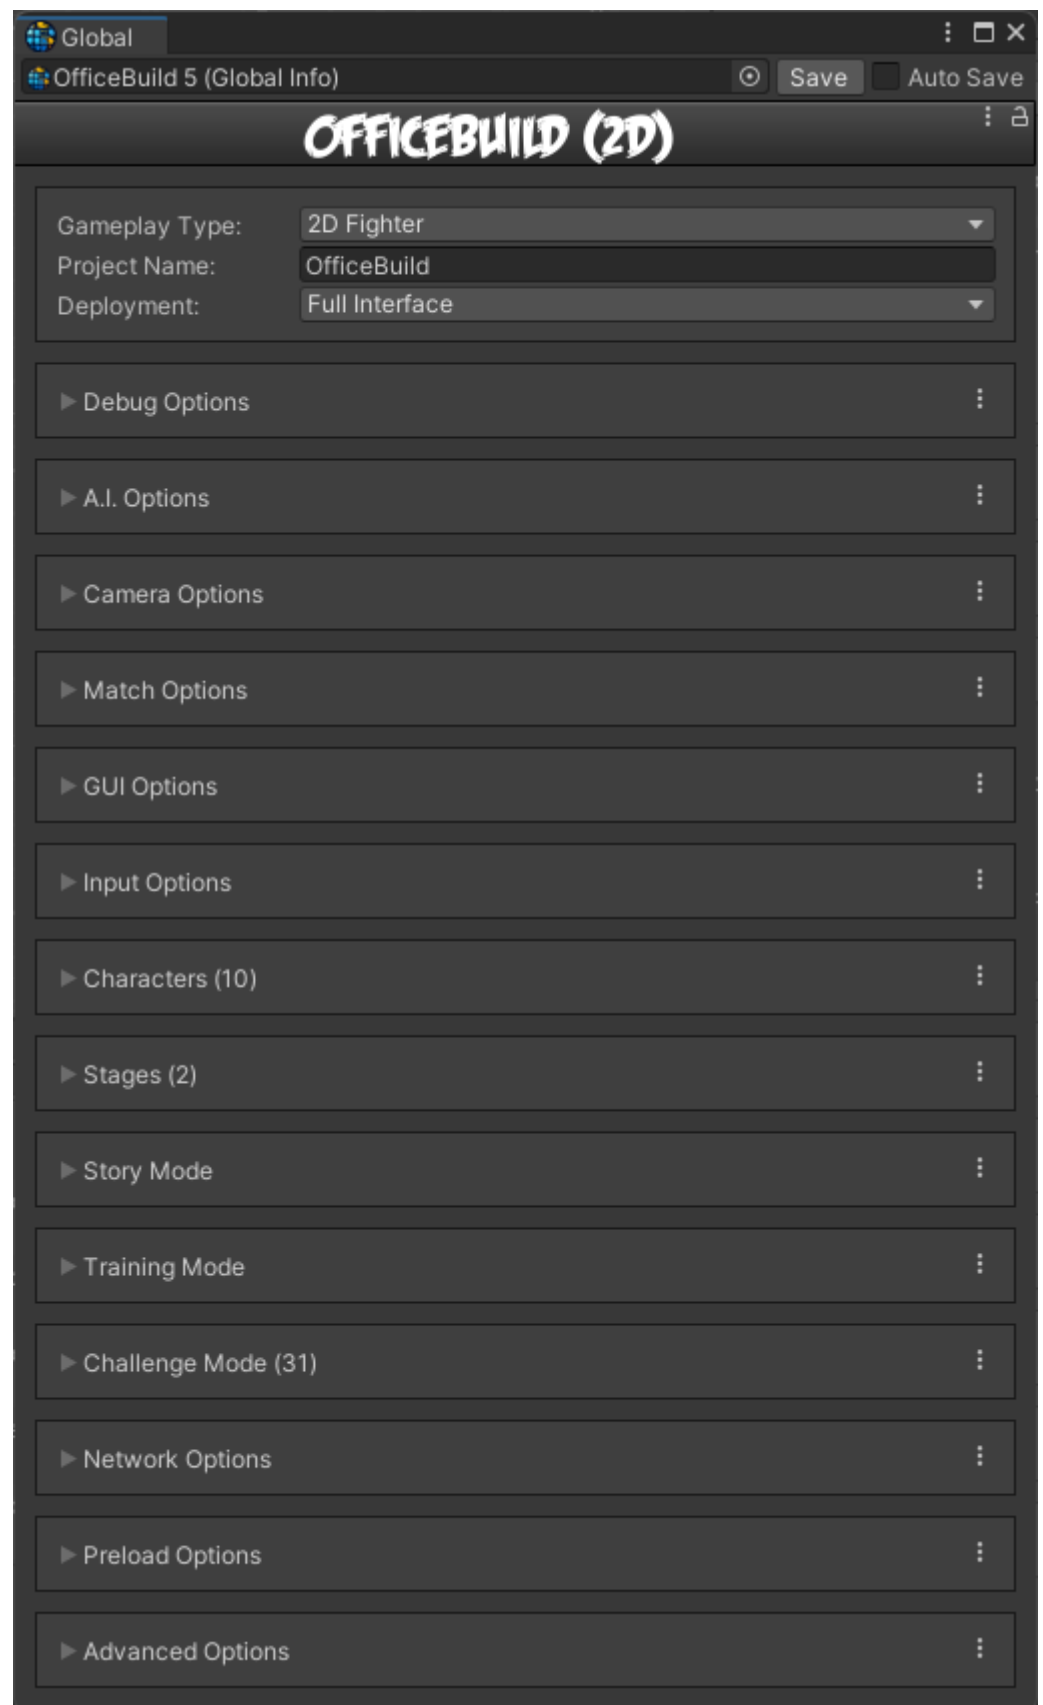 Global
OfficeBuild 5 (Global Info) Save Auto Save
OFFICEBUILD (2D)
Gameplay Type: 2D Fighter
Project Name: OfficeBuild
Deployment: Full Interface
Debug Options
A.I. Options
Camera Options
Match Options
GUI Options
Input Options
Characters (10)
Stages (2)
Story Mode
Training Mode
Challenge Mode (31)
Network Options
Preload Options
Advanced Options